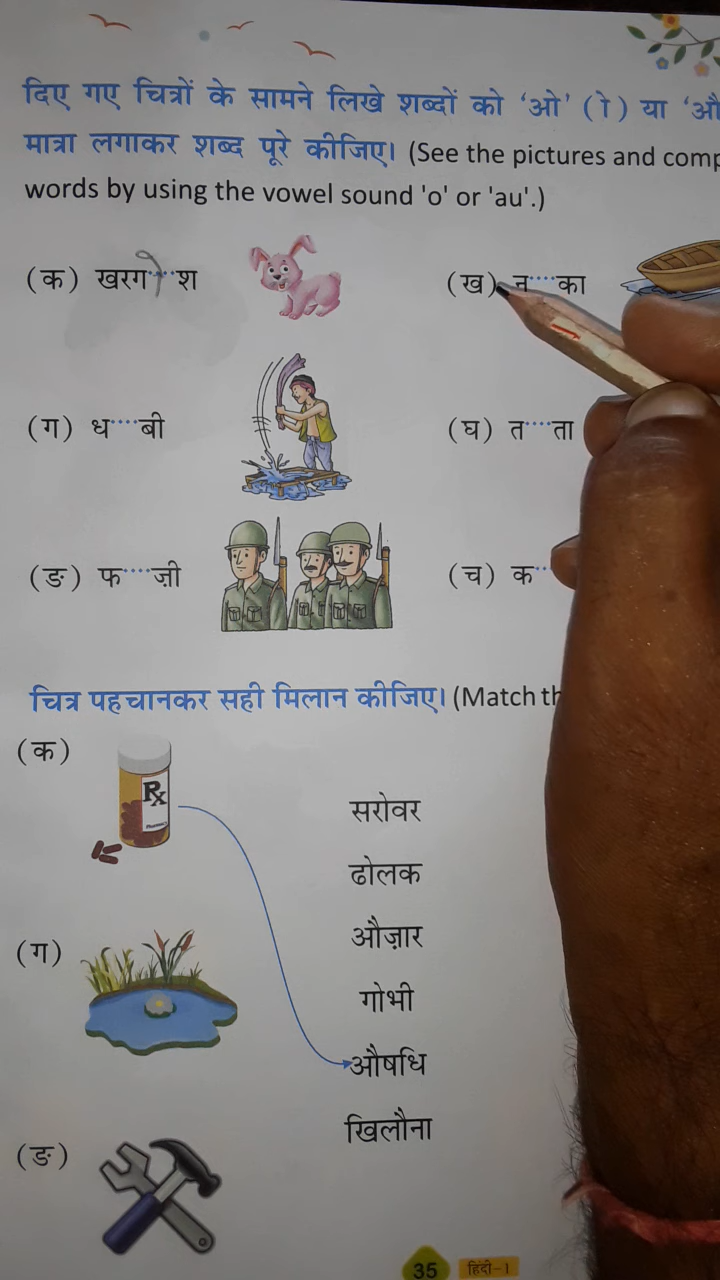 दिए गए चित्रों के सामने लिखे शब्दों को 'ओ' ( ो ) या 'औ
मात्रा लगाकर शब्द पूरे कीजिए। (See the pictures and comp
words by using the vowel sound 'o' or 'au'.)
(क) खरगो....श
(ख) न....का
(ग) ध....बी
(घ) त....ता
(ङ) फ....ज़ी
(च) क..
चित्र पहचानकर सही मिलान कीजिए। (Match th
(क)
Rx
सरोवर
ढोलक
औज़ार
(ग)
गोभी
औषधि
खिलौना
(ङ)
35 हिंदी-1